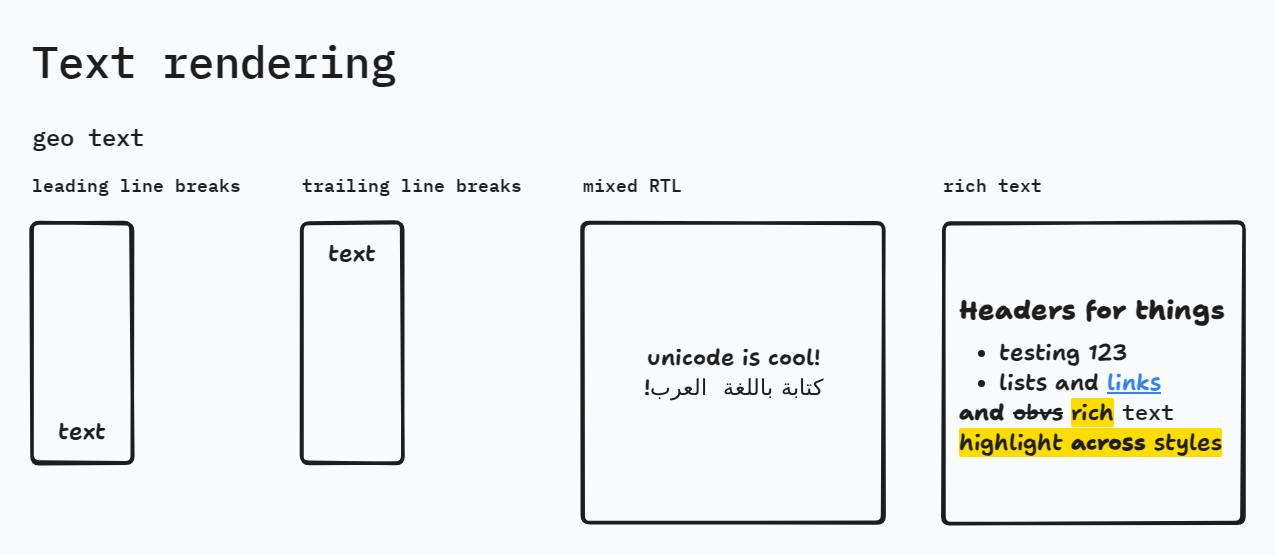 Text rendering
geo text
leading line breaks
text
trailing line breaks
text
mixed RTL
unicode is cool!
كتابة باللغة  العرب!
rich text
Headers for things
• testing 123
• lists and links
and obvs rich text
highlight across styles